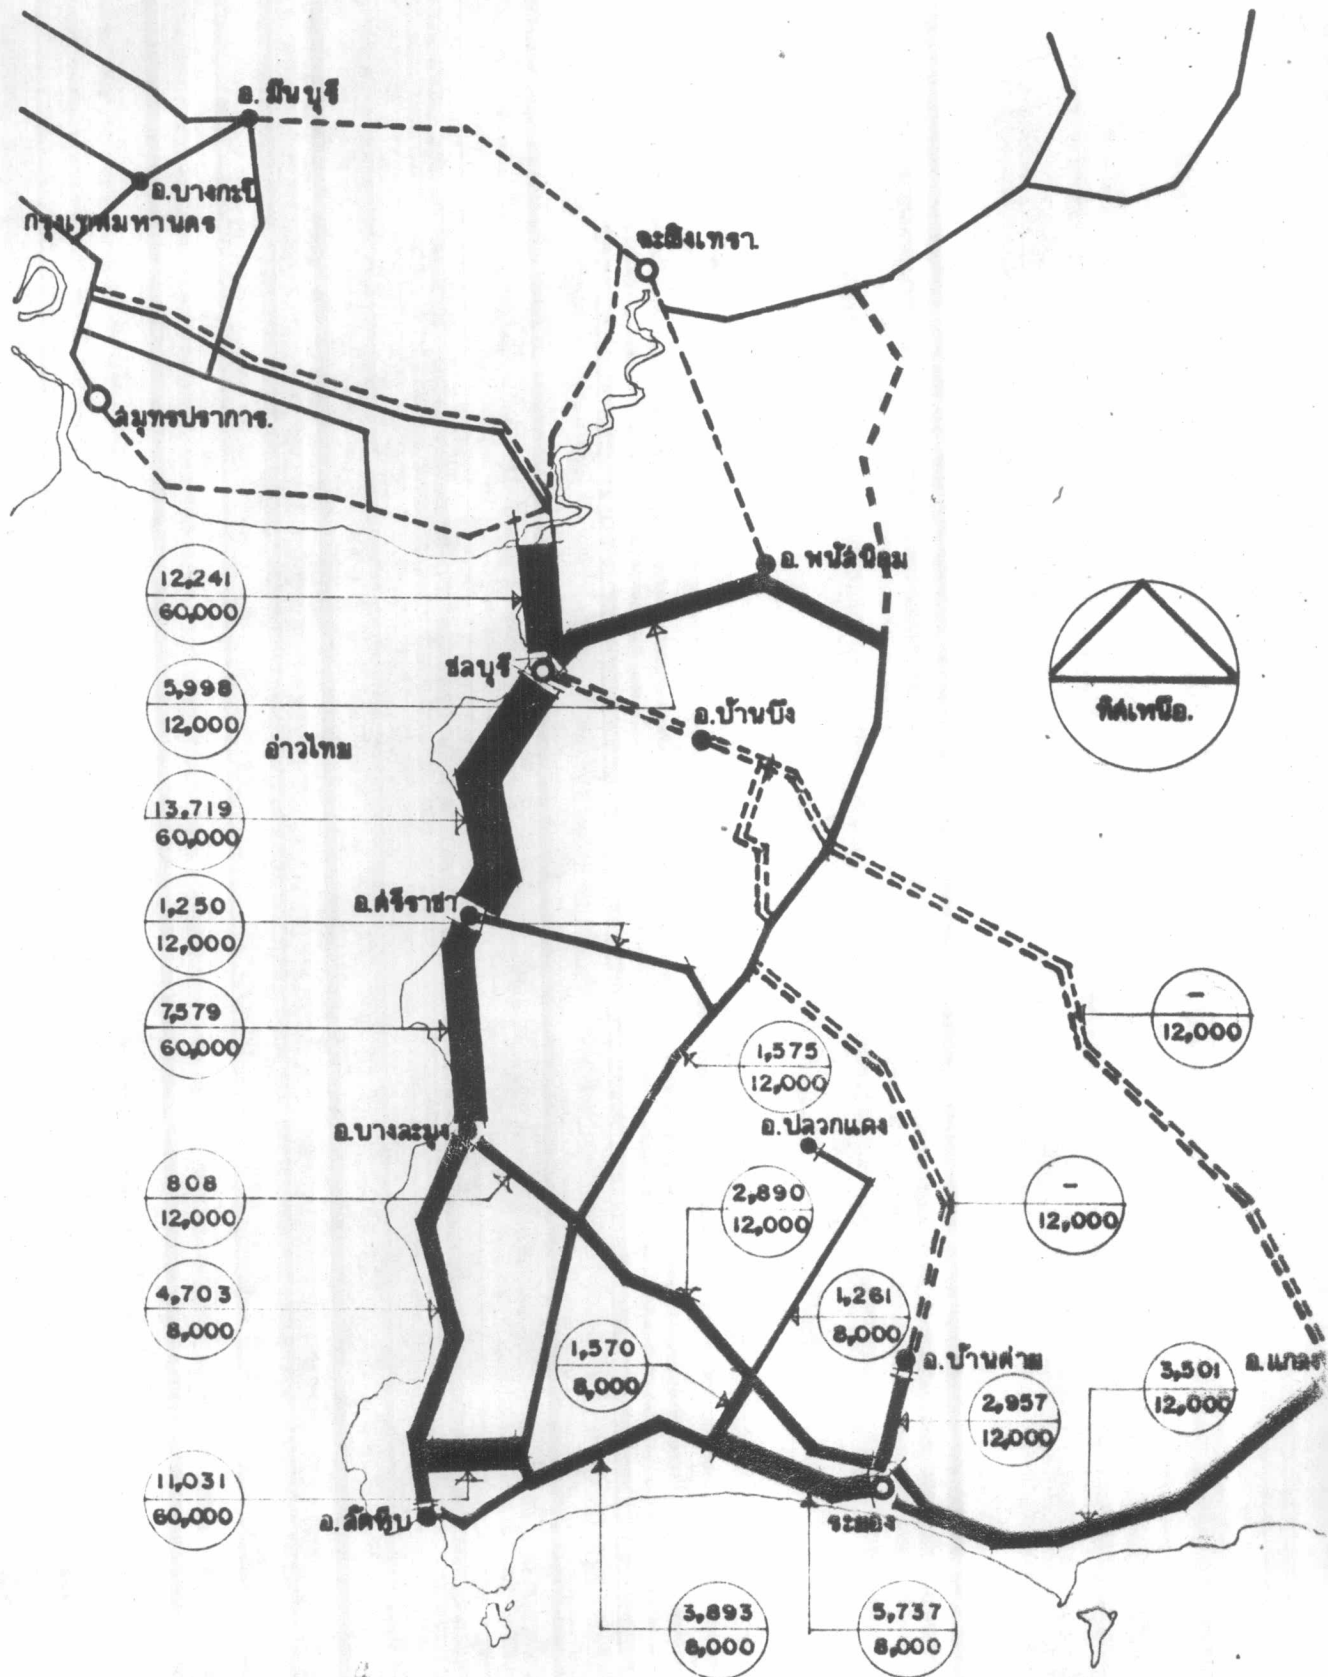 อ. มีนบุรี
อ.บางกะปิ
กรุงเทพมหานคร
ฉะเชิงเทรา.
สมุทรปราการ.
อ. พนัสนิคม
12,241
60,000
ชลบุรี
5,998
12,000
อ.บ้านบึง
ทิศเหนือ.
อ่าวไทย
13,719
60,000
อ.ศรีราชา
1,250
12,000
7,579
60,000
—
12,000
1,575
12,000
อ.บางละมุง
อ.ปลวกแดง
808
12,000
2,890
12,000
—
12,000
4,703
8,000
1,261
8,000
1,570
8,000
อ.บ้านค่าย
อ.แกลง
3,501
12,000
2,957
12,000
11,031
60,000
อ.สัตหีบ
ระยอง
3,893
8,000
5,737
8,000